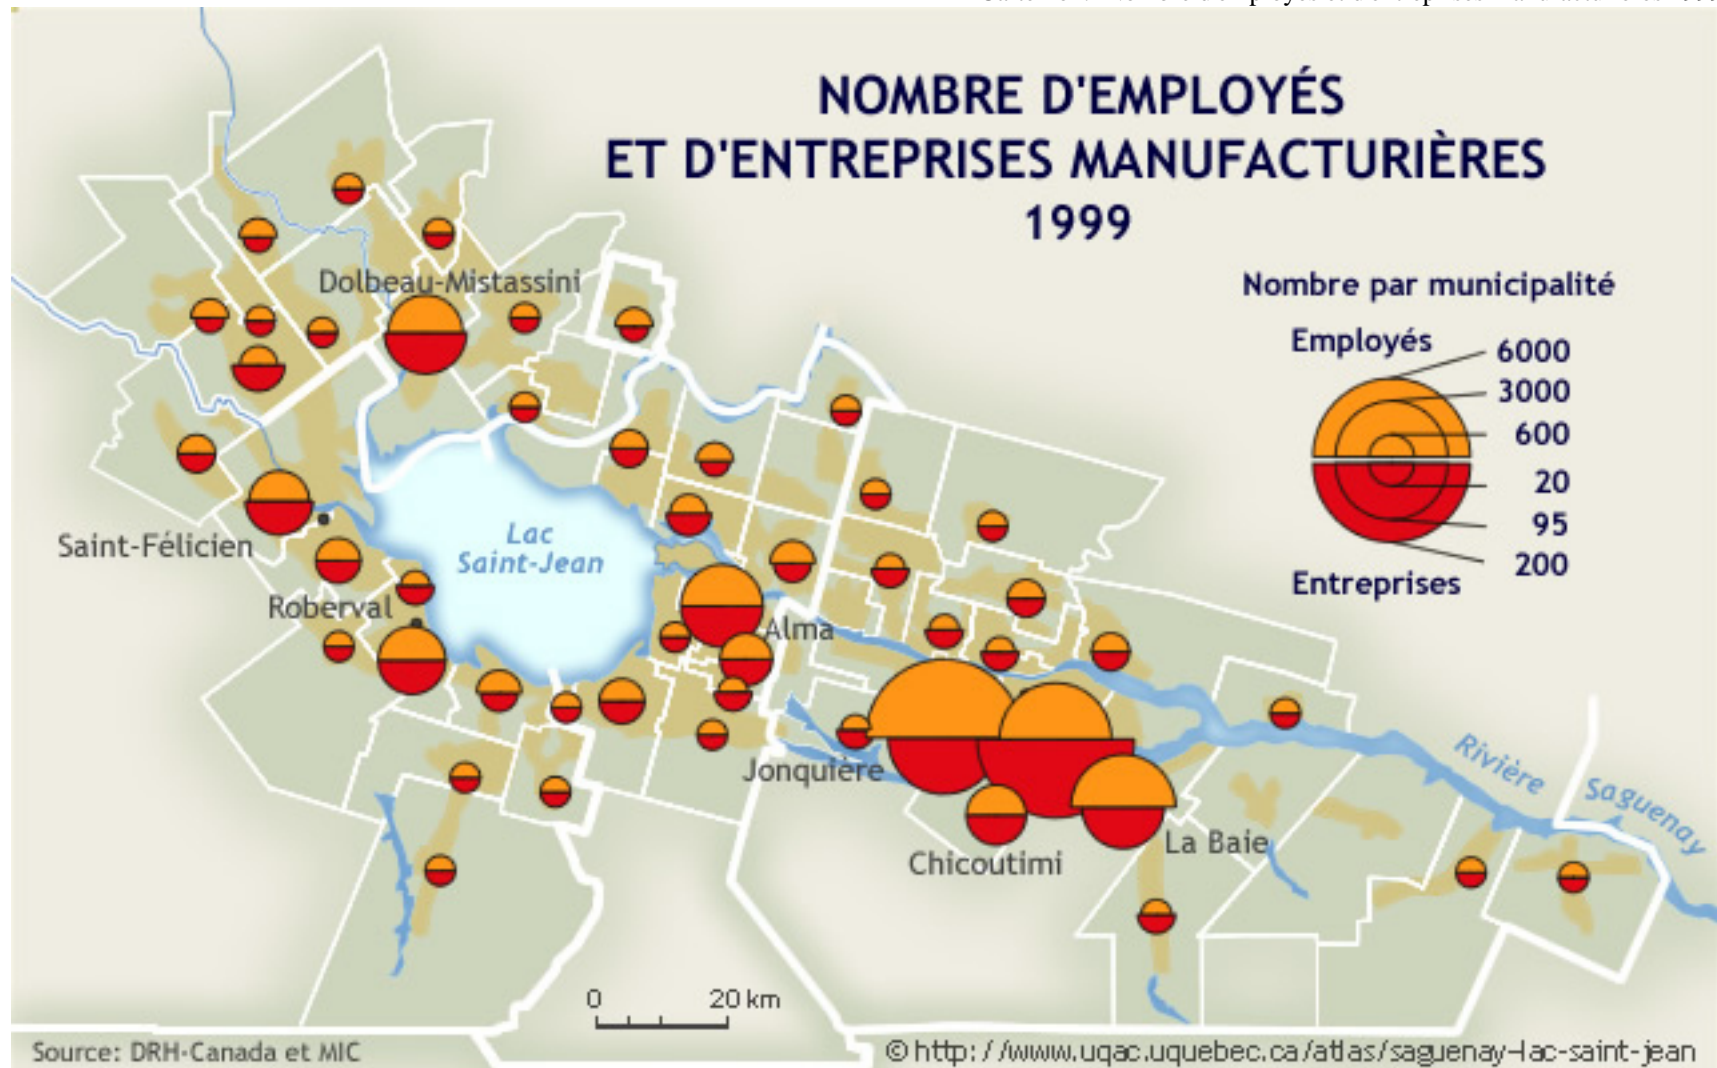 NOMBRE D'EMPLOYÉS
ET D'ENTREPRISES MANUFACTURIÈRES
1999
Nombre par municipalité
Employés
6000
3000
600
20
95
200
Entreprises
Dolbeau-Mistassini
Saint-Félicien
Lac
Saint-Jean
Roberval
Alma
Jonquière
Chicoutimi
La Baie
Rivière Saguenay
0 20 km
Source: DRH-Canada et MIC
© http://www.uqac.uquebec.ca/atlas/saguenay-lac-saint-jean